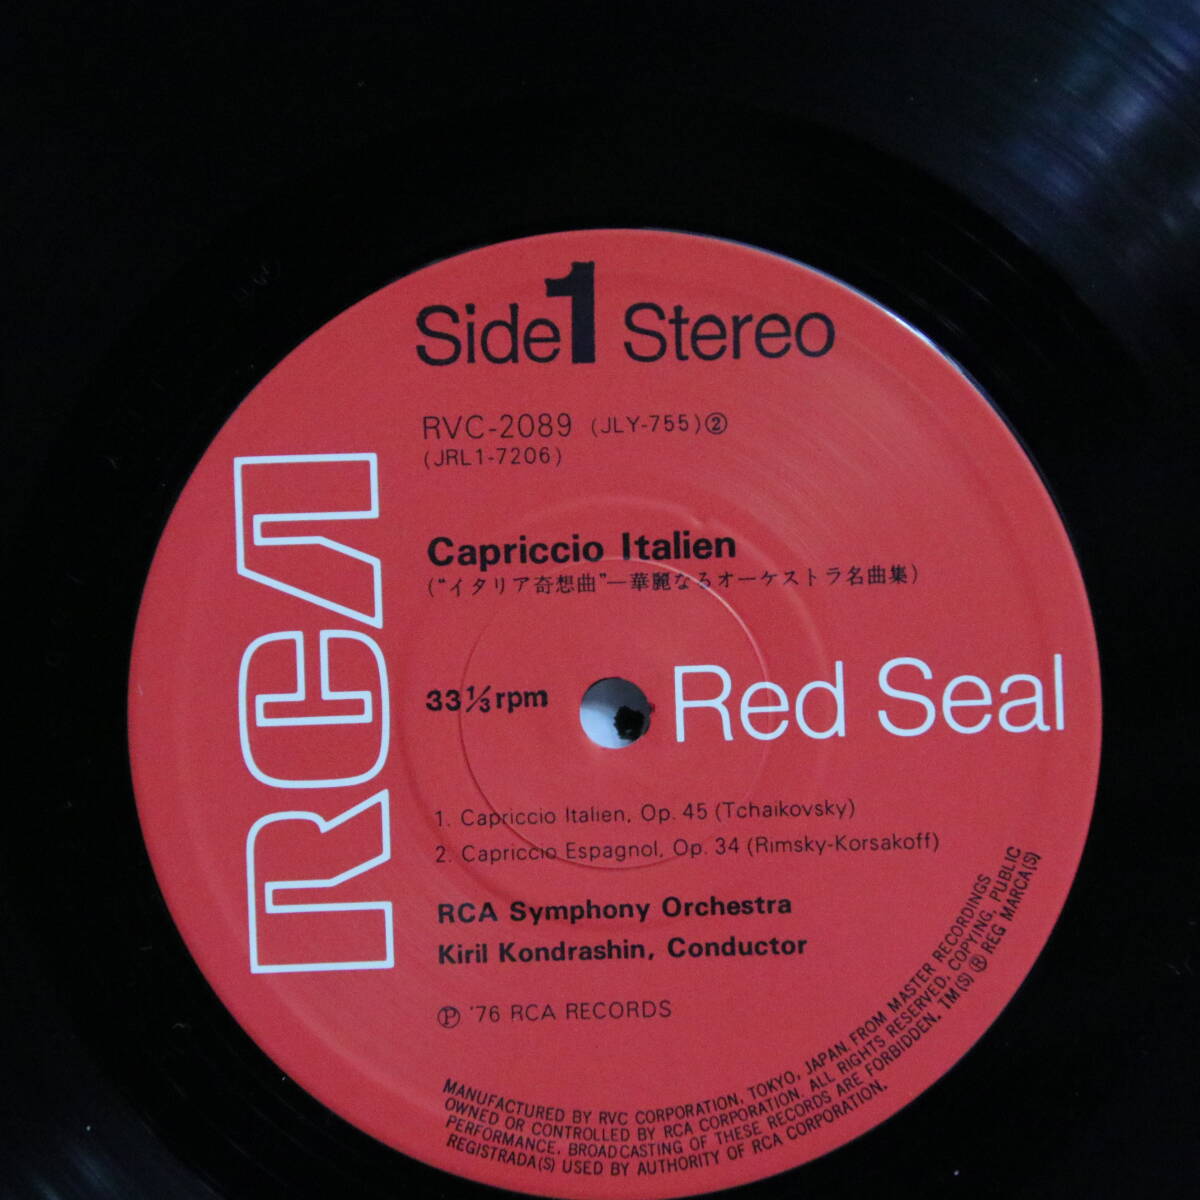 Side 1 Stereo
RVC-2089 (JLY-755)②
(JRL1-7206)
Capriccio Italien
("イタリア奇想曲"—華麗なるオーケストラ名曲集)
33⅓rpm
Red Seal
RCA
1. Capriccio Italien, Op. 45 (Tchaikovsky)
2. Capriccio Espagnol, Op. 34 (Rimsky-Korsakoff)
RCA Symphony Orchestra
Kiril Kondrashin, Conductor
Ⓟ '76 RCA RECORDS
MANUFACTURED BY RVC CORPORATION, TOKYO, JAPAN. FROM MASTER RECORDINGS
OWNED OR CONTROLLED BY RCA CORPORATION. ALL RIGHTS RESERVED. COPYING, PUBLIC
PERFORMANCE, BROADCASTING OF THESE RECORDS ARE FORBIDDEN. TM(S) ® REG MARCA(S)
REGISTRADA(S) USED BY AUTHORITY OF RCA CORPORATION.